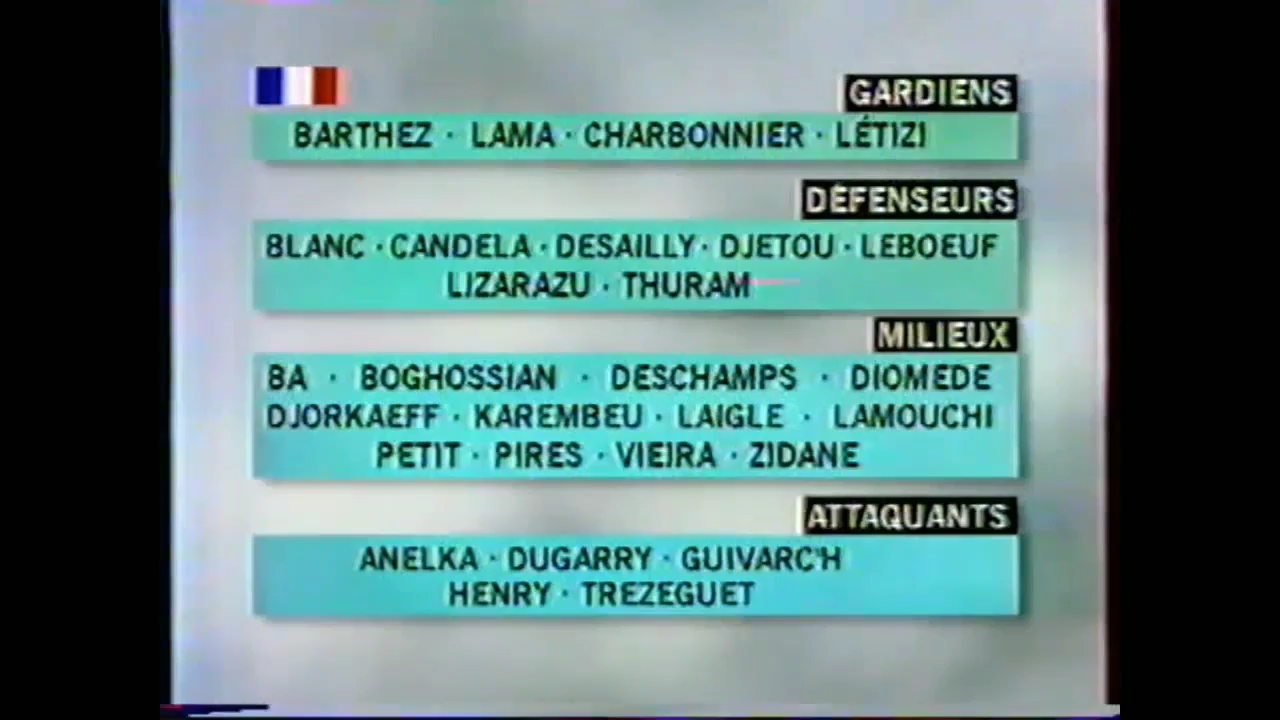 GARDIENS
BARTHEZ · LAMA · CHARBONNIER · LÉTIZI
DÉFENSEURS
BLANC · CANDELA · DESAILLY · DJETOU · LEBOEUF
LIZARAZU · THURAM
MILIEUX
BA · BOGHOSSIAN · DESCHAMPS · DIOMEDE
DJORKAEFF · KAREMBEU · LAIGLE · LAMOUCHI
PETIT · PIRES · VIEIRA · ZIDANE
ATTAQUANTS
ANELKA · DUGARRY · GUIVARC'H
HENRY · TREZEGUET